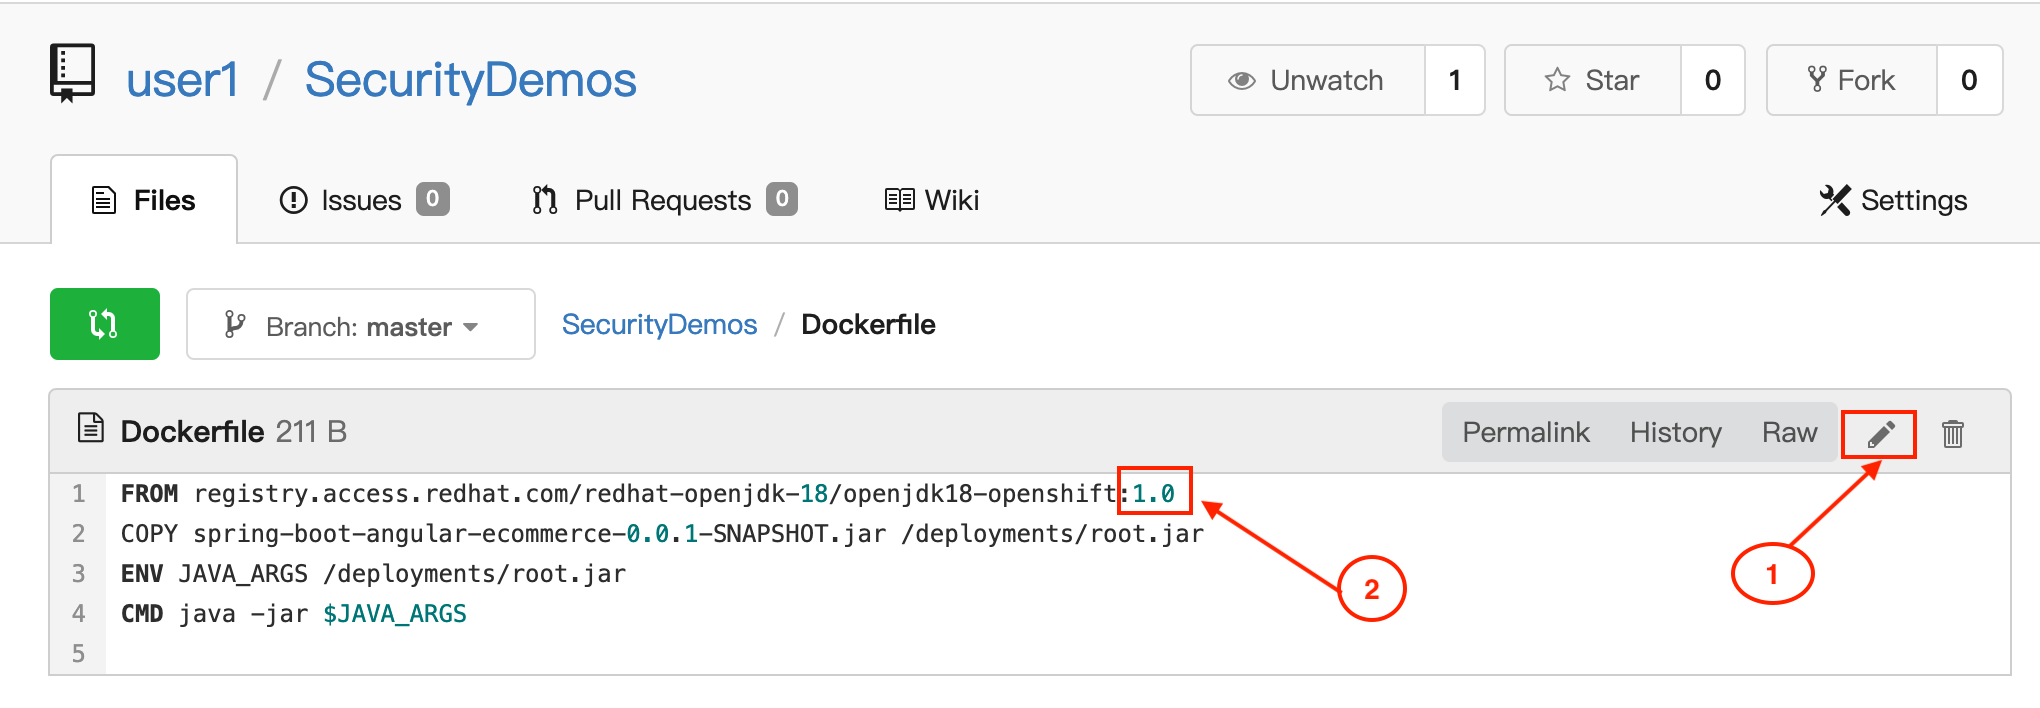 user1 / SecurityDemos
Unwatch 1 Star 0 Fork 0
Files Issues 0 Pull Requests 0 Wiki Settings
Branch: master SecurityDemos / Dockerfile
Dockerfile 211 B Permalink History Raw
1 FROM registry.access.redhat.com/redhat-openjdk-18/openjdk18-openshift:1.0
2 COPY spring-boot-angular-ecommerce-0.0.1-SNAPSHOT.jar /deployments/root.jar
3 ENV JAVA_ARGS /deployments/root.jar
4 CMD java -jar $JAVA_ARGS
5
2
1